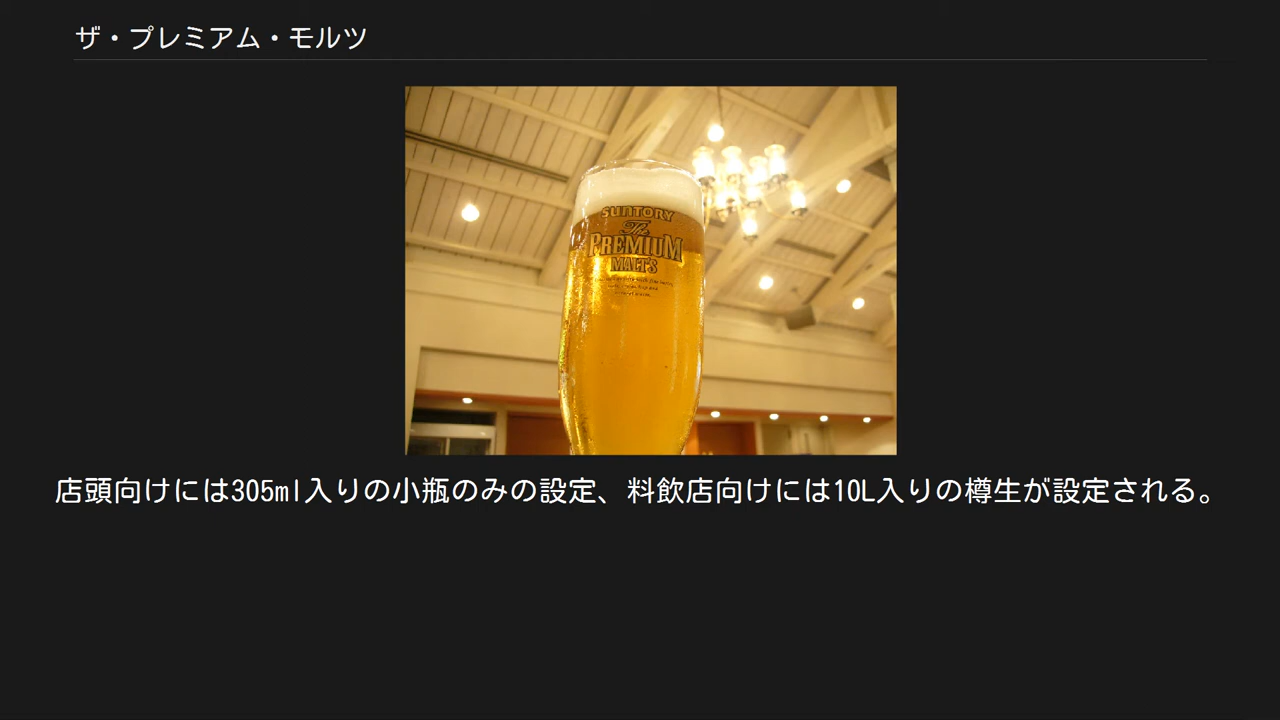 ザ・プレミアム・モルツ
SUNTORY
The
PREMIUM
MALT'S
店頭向けには305ml入りの小瓶のみの設定、料飲店向けには10L入りの樽生が設定される。